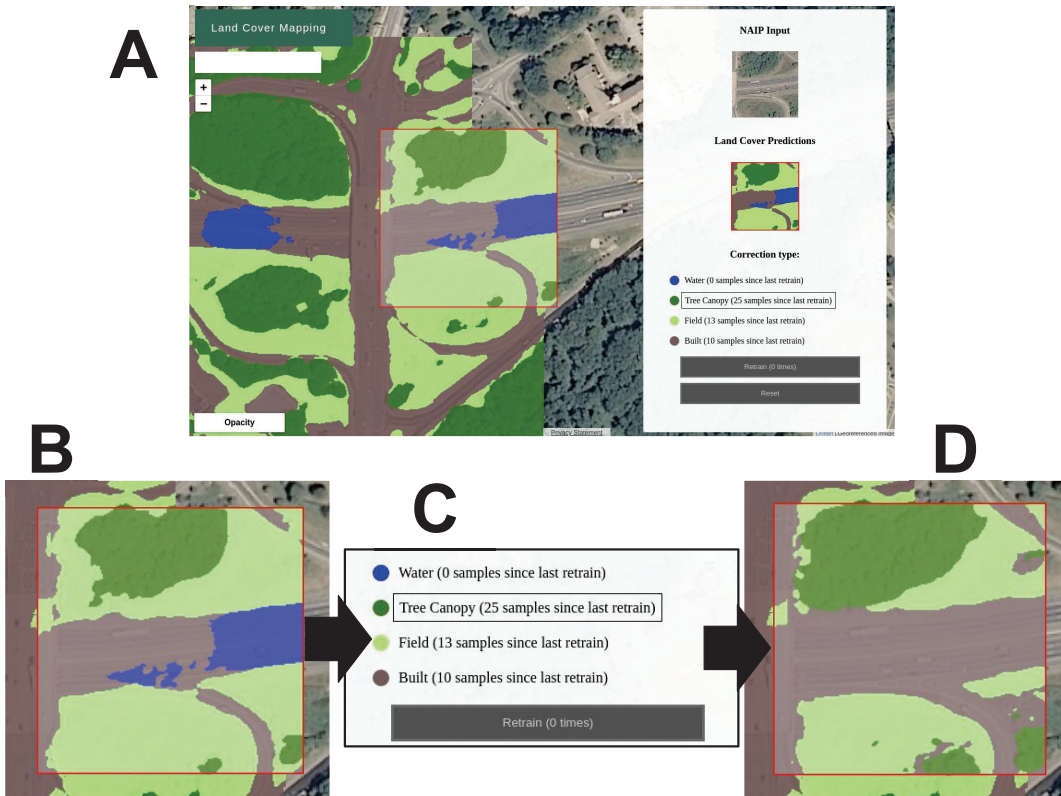 A
Land Cover Mapping
+
−
Opacity
Privacy Statement
NAIP Input
Land Cover Predictions
Correction type:
Water (0 samples since last retrain)
Tree Canopy (25 samples since last retrain)
Field (13 samples since last retrain)
Built (10 samples since last retrain)
Retrain (0 times)
Reset
Leaflet | Georeferenced Image
B
C
D
Water (0 samples since last retrain)
Tree Canopy (25 samples since last retrain)
Field (13 samples since last retrain)
Built (10 samples since last retrain)
Retrain (0 times)